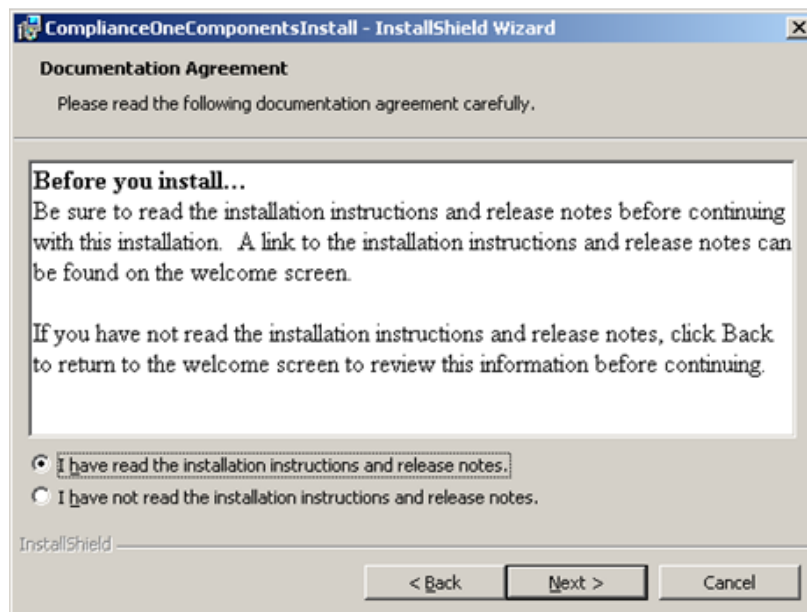 ComplianceOneComponentsInstall - InstallShield Wizard
Documentation Agreement
Please read the following documentation agreement carefully.
Before you install...
Be sure to read the installation instructions and release notes before continuing
with this installation.  A link to the installation instructions and release notes can
be found on the welcome screen.
If you have not read the installation instructions and release notes, click Back
to return to the welcome screen to review this information before continuing.
I have read the installation instructions and release notes.
I have not read the installation instructions and release notes.
InstallShield
< Back
Next >
Cancel